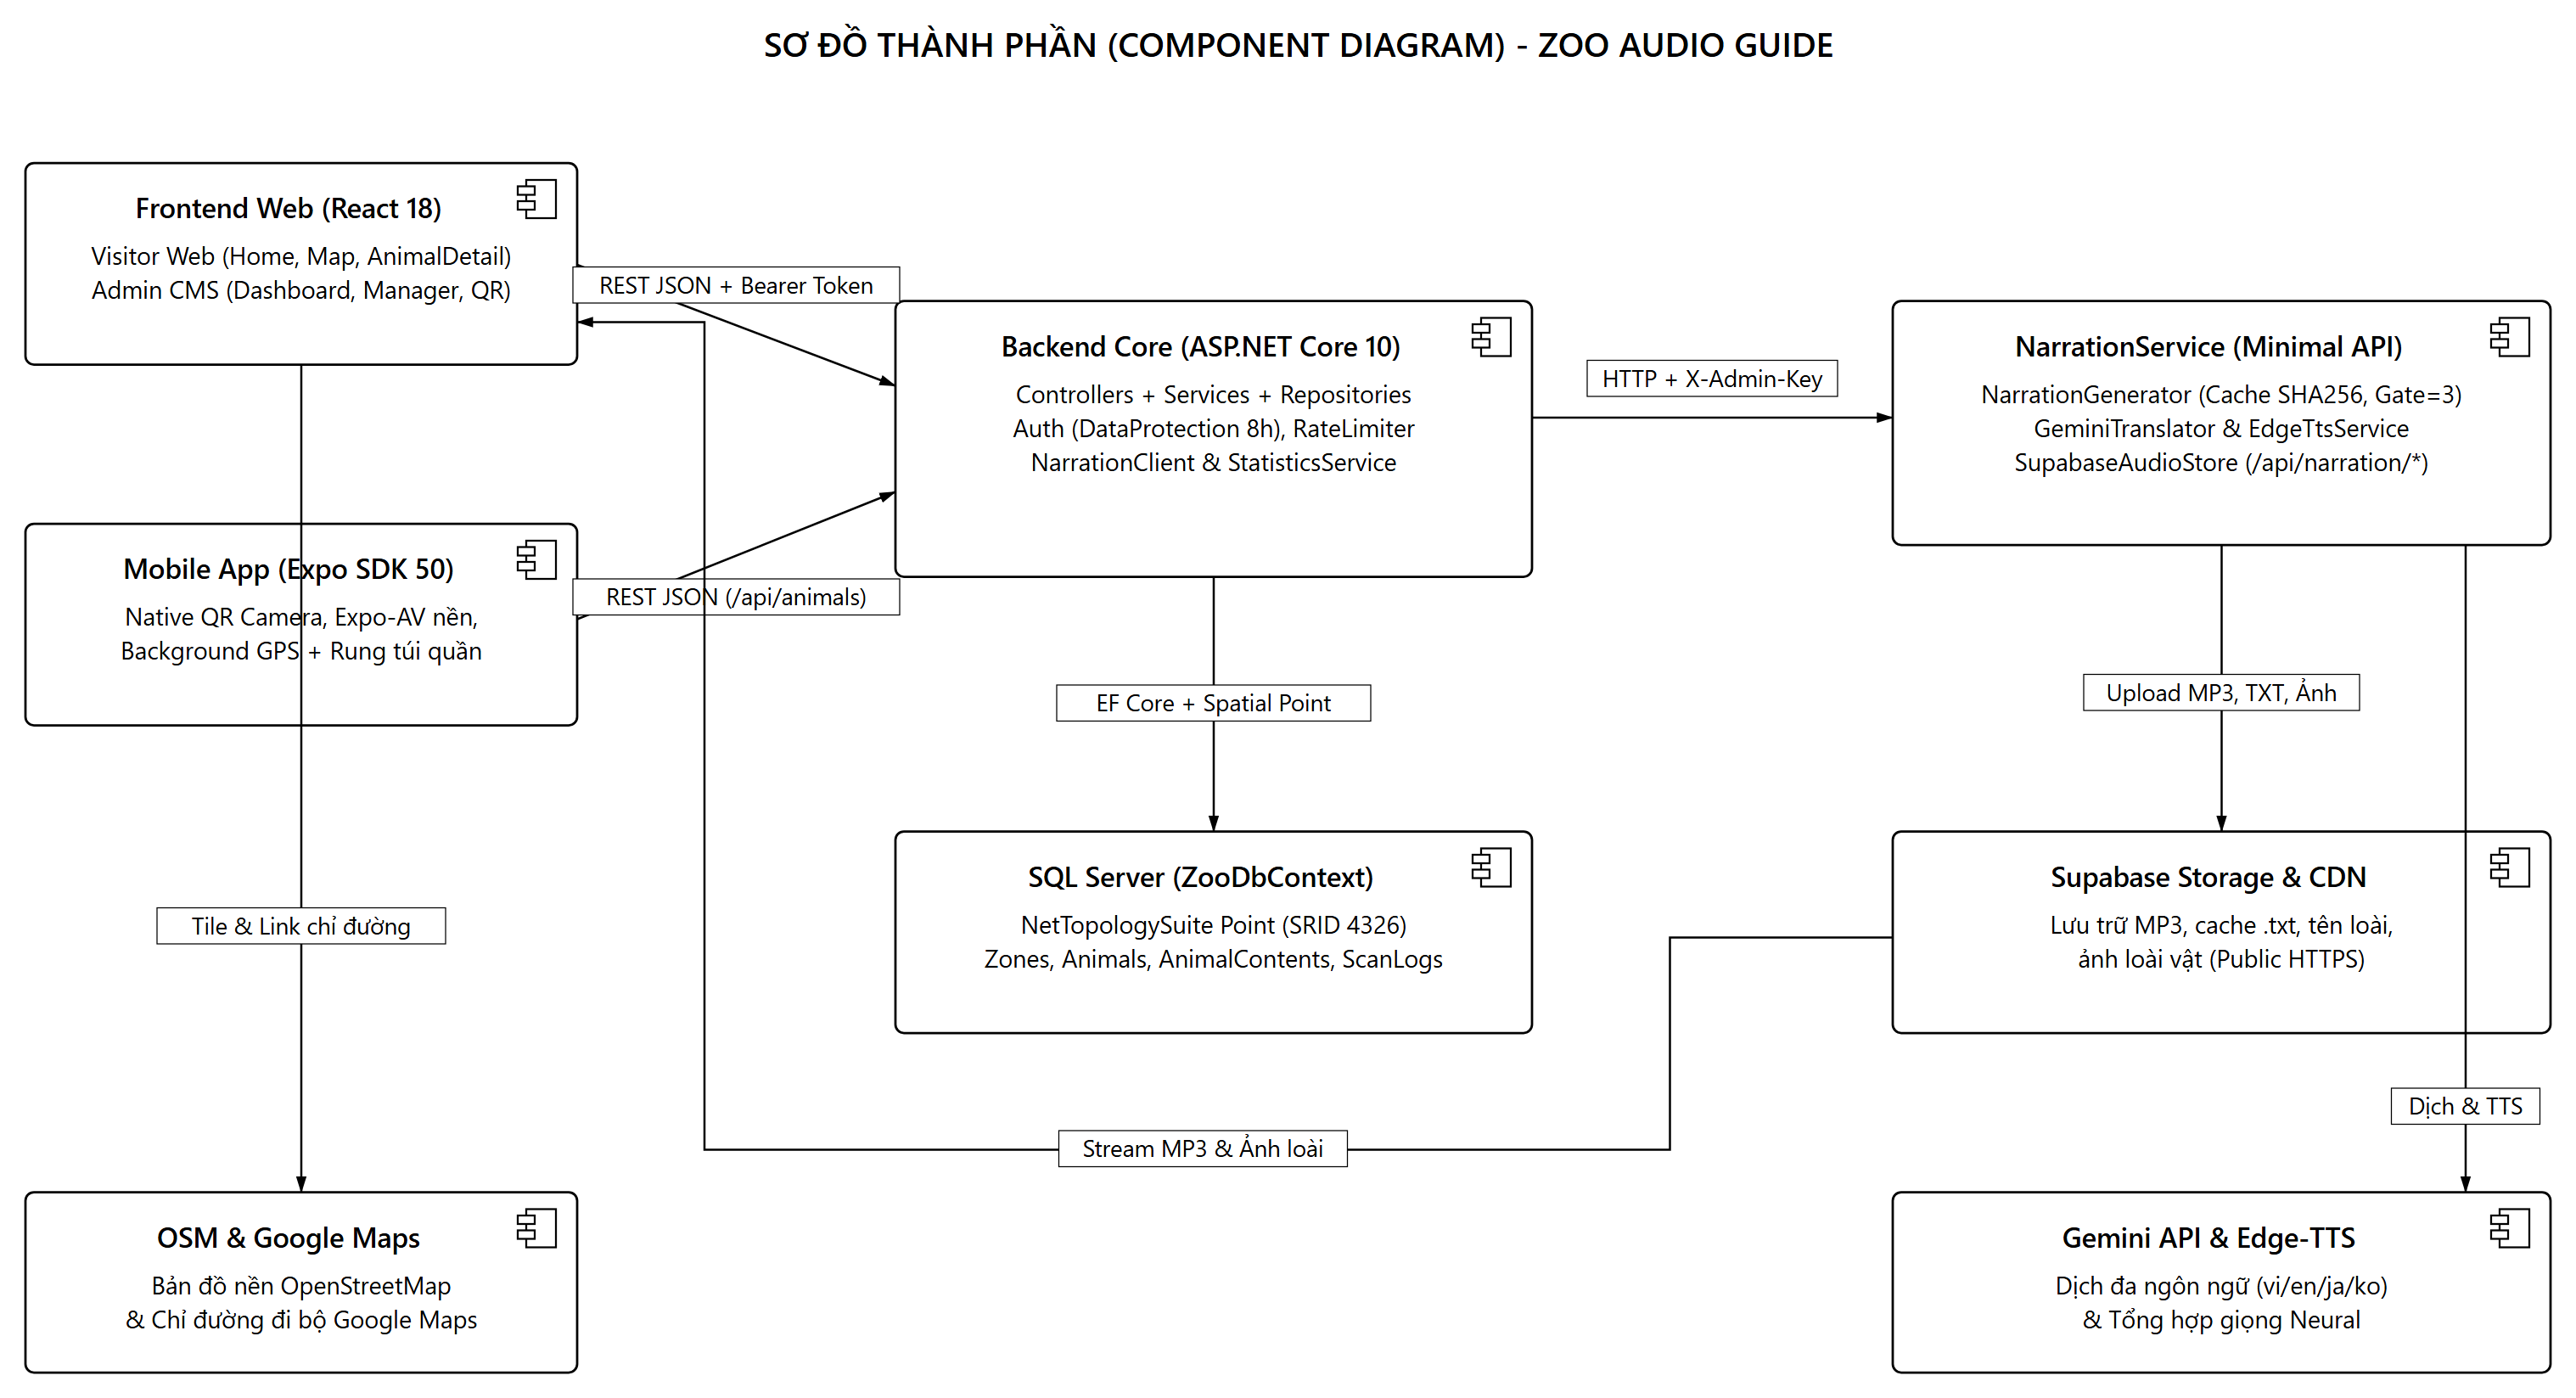 SƠ ĐỒ THÀNH PHẦN (COMPONENT DIAGRAM) - ZOO AUDIO GUIDE
Frontend Web (React 18)
Visitor Web (Home, Map, AnimalDetail)
Admin CMS (Dashboard, Manager, QR)
REST JSON + Bearer Token
Backend Core (ASP.NET Core 10)
Controllers + Services + Repositories
Auth (DataProtection 8h), RateLimiter
NarrationClient & StatisticsService
HTTP + X-Admin-Key
NarrationService (Minimal API)
NarrationGenerator (Cache SHA256, Gate=3)
GeminiTranslator & EdgeTtsService
SupabaseAudioStore (/api/narration/*)
Mobile App (Expo SDK 50)
Native QR Camera, Expo-AV nền,
Background GPS + Rung túi quần
REST JSON (/api/animals)
EF Core + Spatial Point
Upload MP3, TXT, Ảnh
SQL Server (ZooDbContext)
NetTopologySuite Point (SRID 4326)
Zones, Animals, AnimalContents, ScanLogs
Supabase Storage & CDN
Lưu trữ MP3, cache .txt, tên loài,
ảnh loài vật (Public HTTPS)
Tile & Link chỉ đường
Dịch & TTS
Stream MP3 & Ảnh loài
OSM & Google Maps
Bản đồ nền OpenStreetMap
& Chỉ đường đi bộ Google Maps
Gemini API & Edge-TTS
Dịch đa ngôn ngữ (vi/en/ja/ko)
& Tổng hợp giọng Neural